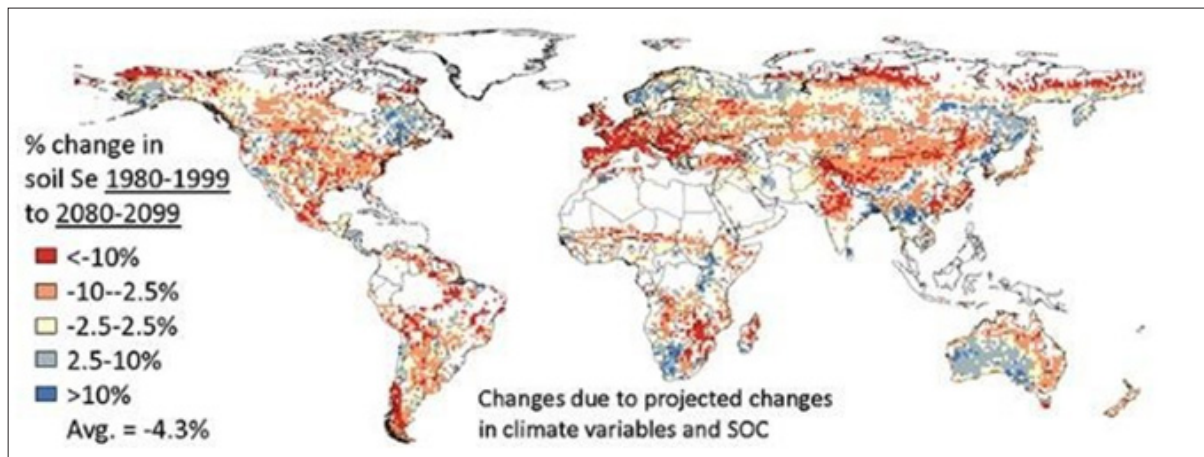 % change in
soil Se 1980-1999
to 2080-2099
<-10%
-10--2.5%
-2.5-2.5%
2.5-10%
>10%
Avg. = -4.3%
Changes due to projected changes
in climate variables and SOC